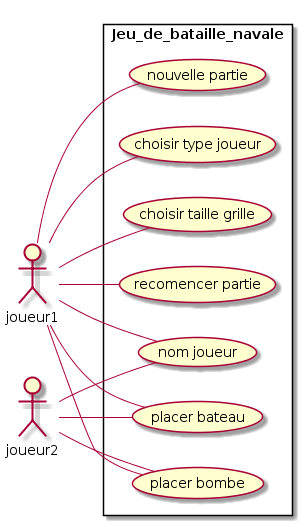 Jeu_de_bataille_navale
nouvelle partie
choisir type joueur
choisir taille grille
recomencer partie
joueur1
nom joueur
placer bateau
joueur2
placer bombe